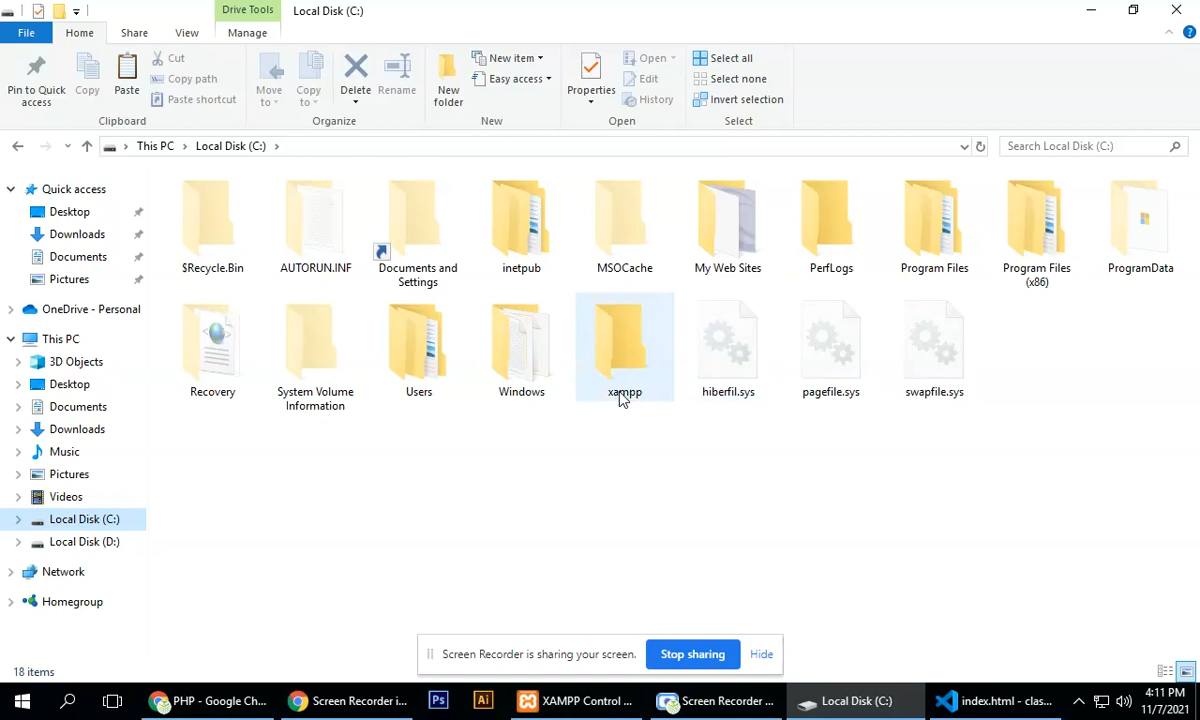 Drive Tools
Local Disk (C:)
File
Home
Share
View
Manage
Pin to Quick access
Copy
Paste
Cut
Copy path
Paste shortcut
Clipboard
Move to
Copy to
Delete
Rename
Organize
New folder
New item
Easy access
New
Properties
Open
Edit
History
Open
Select all
Select none
Invert selection
Select
This PC
Local Disk (C:)
Search Local Disk (C:)
Quick access
Desktop
Downloads
Documents
Pictures
OneDrive - Personal
This PC
3D Objects
Desktop
Documents
Downloads
Music
Pictures
Videos
Local Disk (C:)
Local Disk (D:)
Network
Homegroup
$Recycle.Bin
AUTORUN.INF
Documents and Settings
inetpub
MSOCache
My Web Sites
PerfLogs
Program Files
Program Files (x86)
ProgramData
Recovery
System Volume Information
Users
Windows
xampp
hiberfil.sys
pagefile.sys
swapfile.sys
Screen Recorder is sharing your screen.
Stop sharing
Hide
18 items
PHP - Google Ch...
Screen Recorder i...
Ps
Ai
XAMPP Control ...
Screen Recorder ...
Local Disk (C:)
index.html - clas...
4:11 PM
11/7/2021